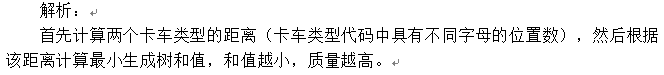 解析：
首先计算两个卡车类型的距离（卡车类型代码中具有不同字母的位置数），然后根据
该距离计算最小生成树和值，和值越小，质量越高。